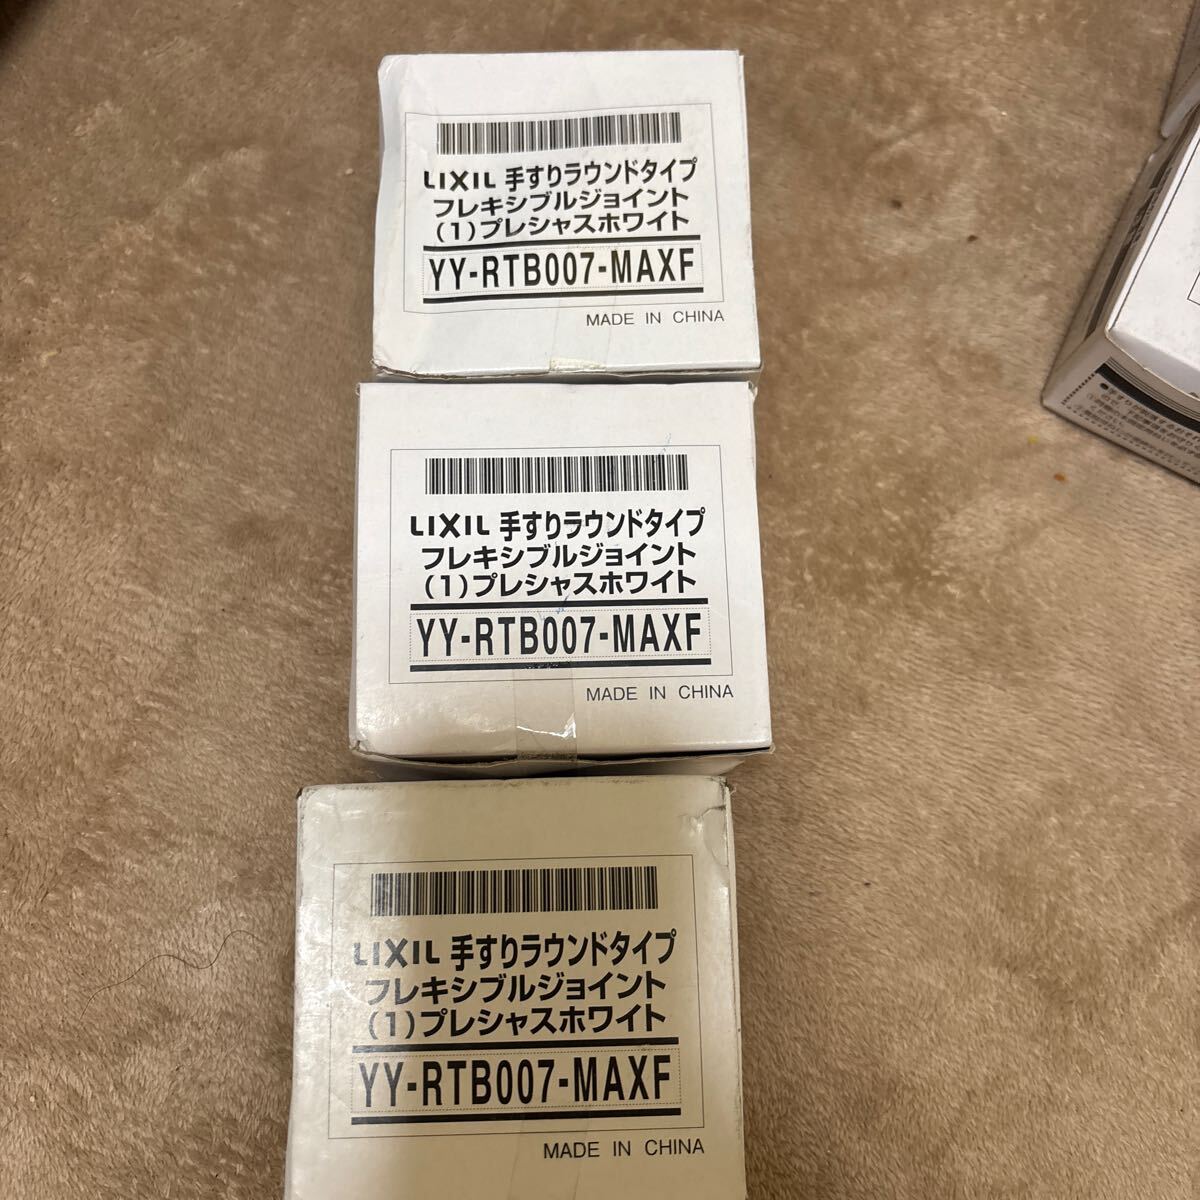 LIXIL 手すりラウンドタイプ
フレキシブルジョイント
(1)プレシャスホワイト
YY-RTB007-MAXF
MADE IN CHINA
LIXIL 手すりラウンドタイプ
フレキシブルジョイント
(1)プレシャスホワイト
YY-RTB007-MAXF
MADE IN CHINA
LIXIL 手すりラウンドタイプ
フレキシブルジョイント
(1)プレシャスホワイト
YY-RTB007-MAXF
MADE IN CHINA